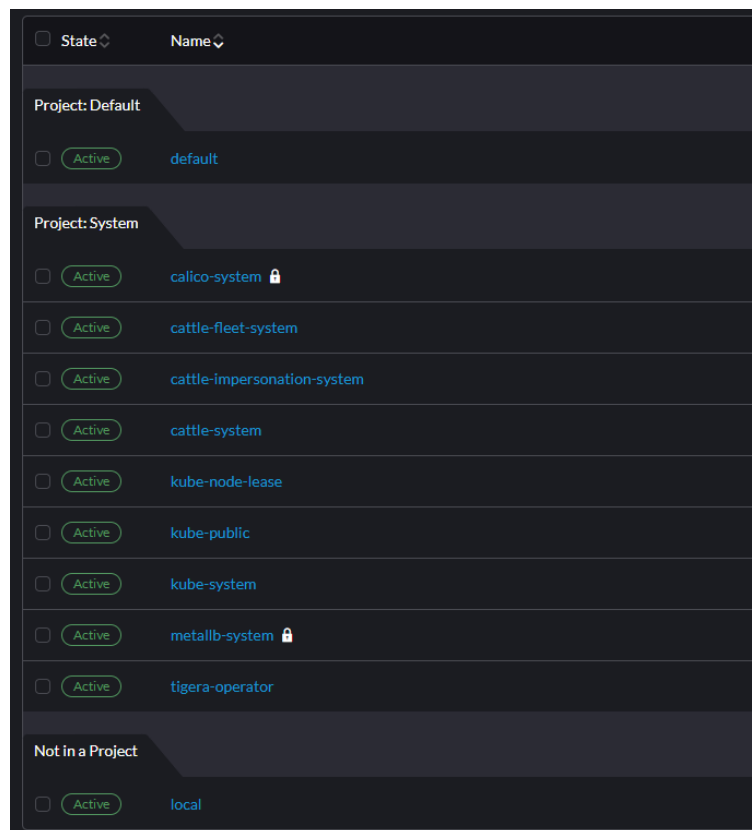 State Name
Project: Default
Active default
Project: System
Active calico-system
Active cattle-fleet-system
Active cattle-impersonation-system
Active cattle-system
Active kube-node-lease
Active kube-public
Active kube-system
Active metallb-system
Active tigera-operator
Not in a Project
Active local